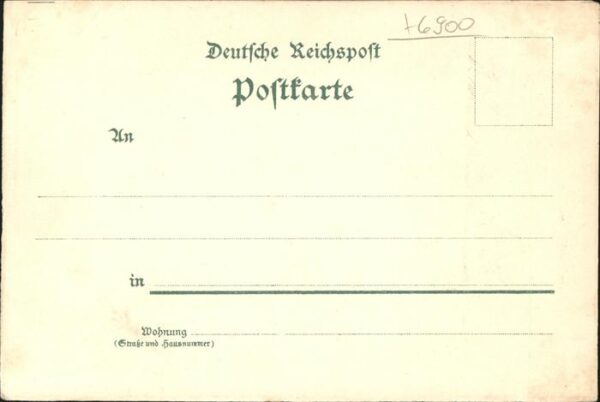 +6900
Deutsche Reichspost
Postkarte
An
in
Wohnung
(Straße und Hausnummer)